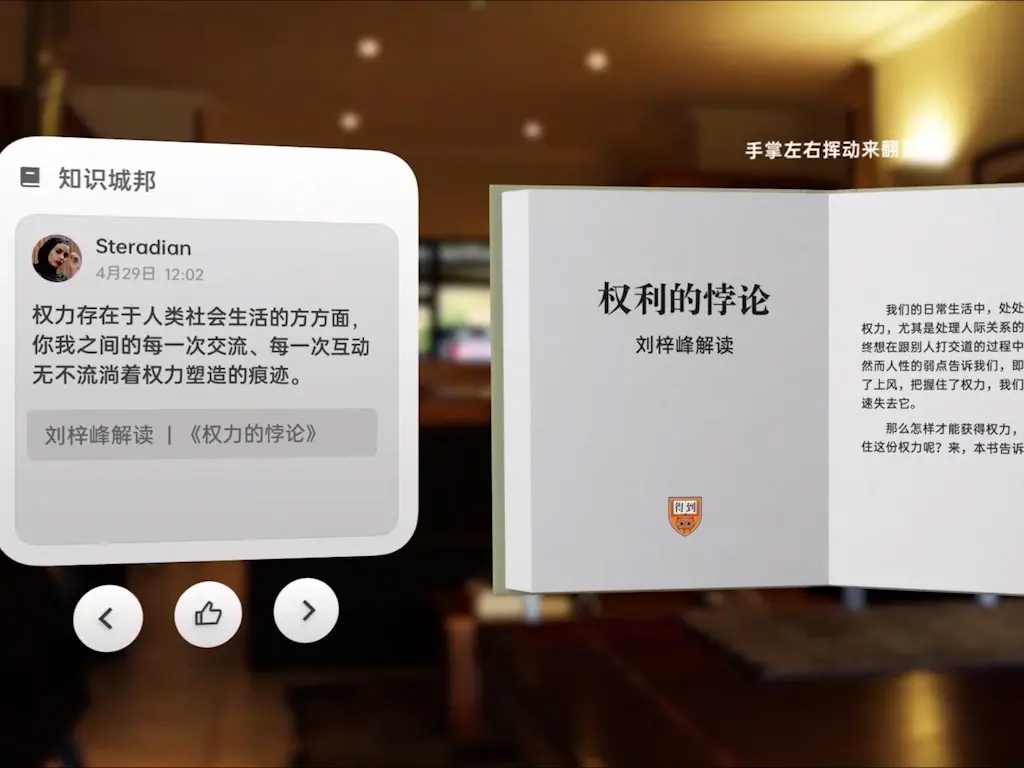 知识城邦
Steradian
4月29日 12:02
权力存在于人类社会生活的方方面，
你我之间的每一次交流、每一次互动
无不流淌着权力塑造的痕迹。
刘梓峰解读 | 《权力的悖论》
手掌左右挥动来翻
权利的悖论
刘梓峰解读
得到
我们的日常生活中，处处
权力，尤其是处理人际关系的
终想在跟别人打交道的过程中
然而人性的弱点告诉我们，即
了上风，把握住了权力，我们
速失去它。
那么怎样才能获得权力，
住这份权力呢？来，本书告诉